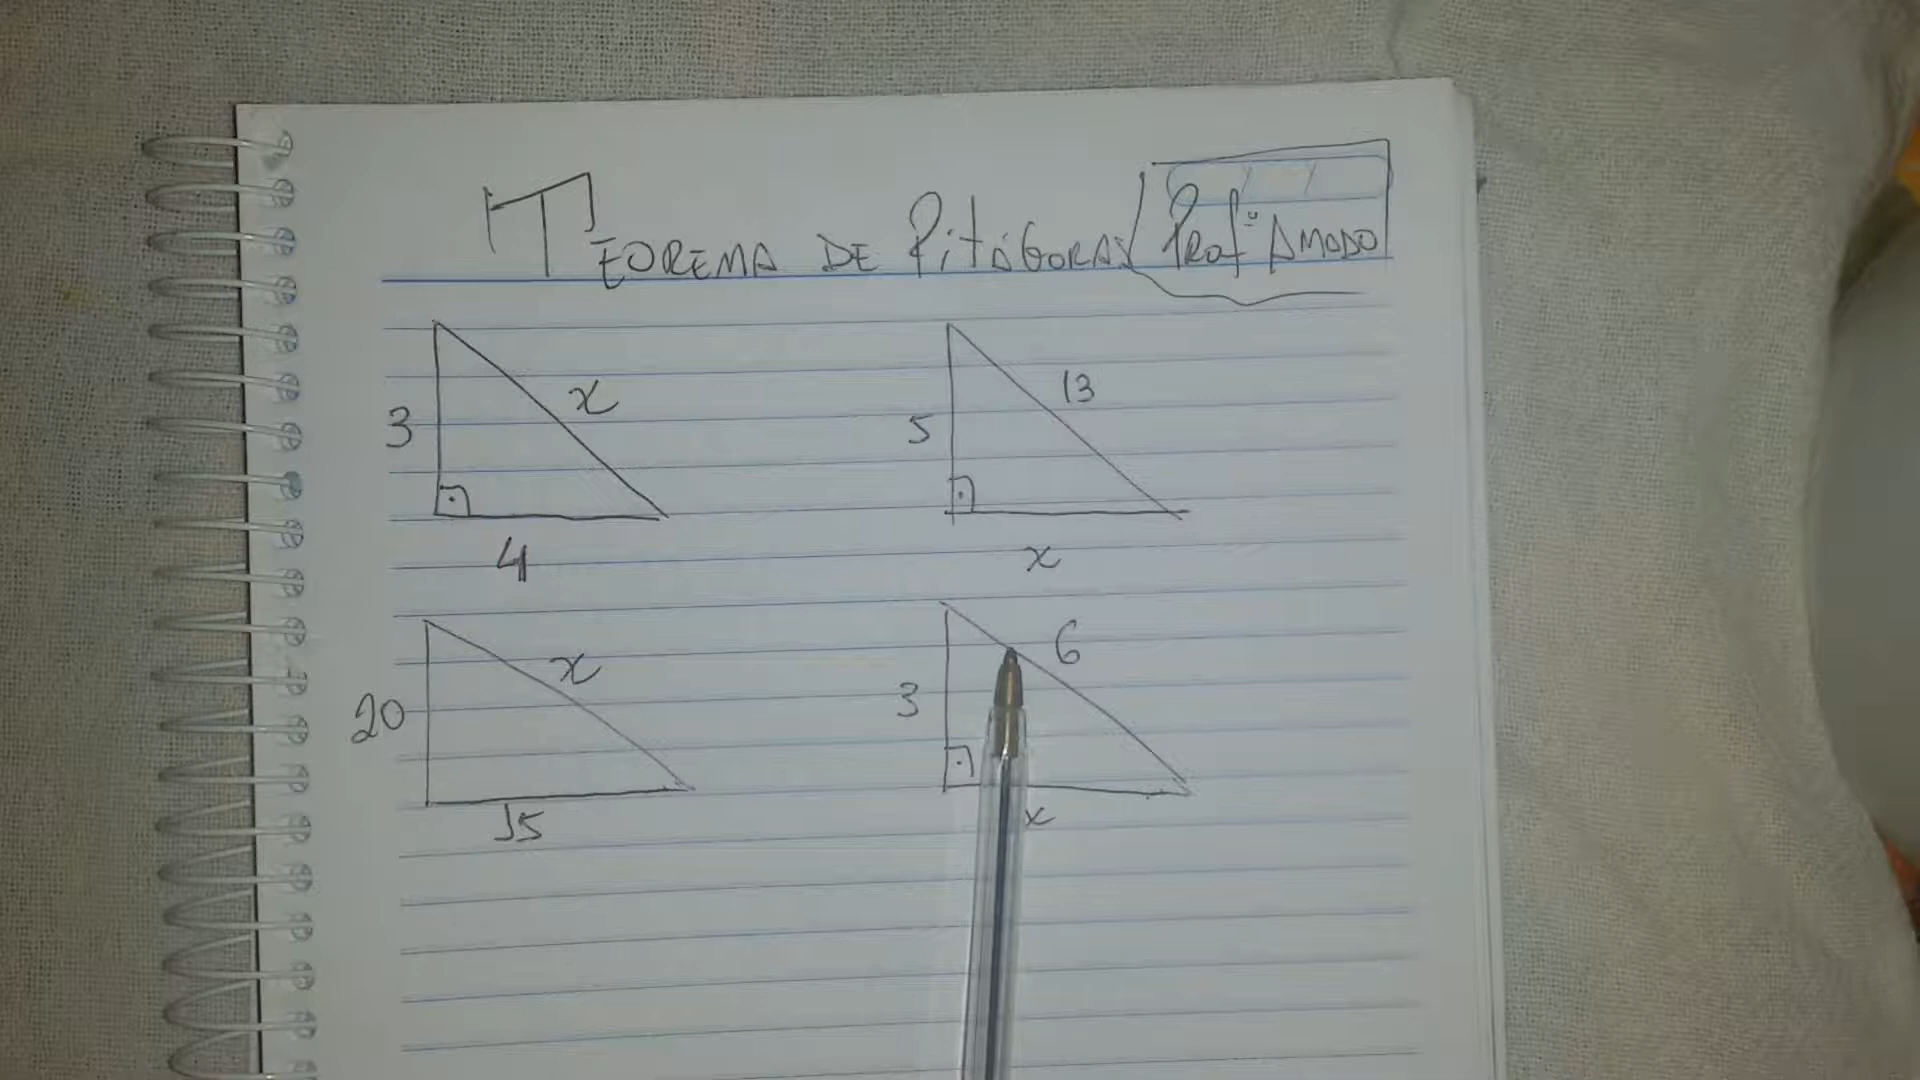 TEOREMA DE PitágorAs Profº AMADO
3 x
5 13
4
x
20 x
3 6
15
x